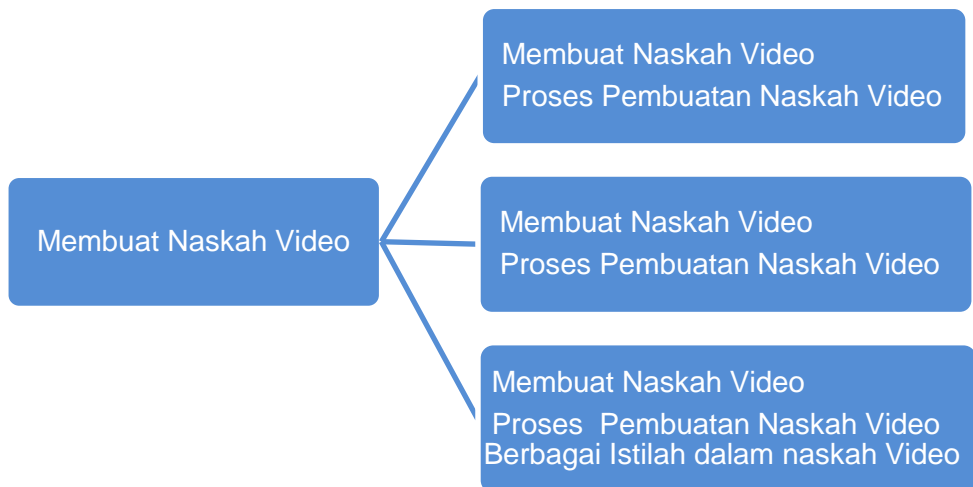 Membuat Naskah Video
Membuat Naskah Video
Proses Pembuatan Naskah Video
Membuat Naskah Video
Proses Pembuatan Naskah Video
Membuat Naskah Video
Proses  Pembuatan Naskah Video
Berbagai Istilah dalam naskah Video